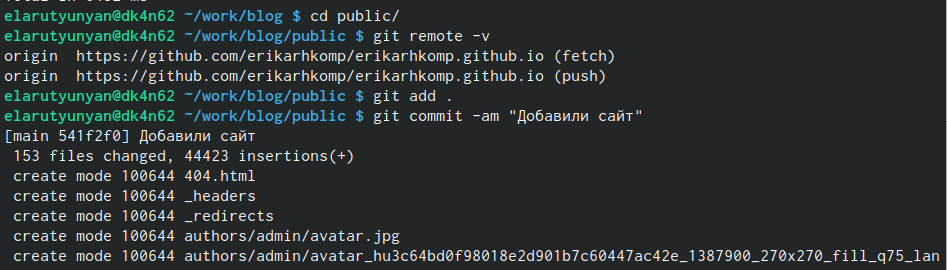 elarutyunyan@dk4n62 ~/work/blog $ cd public/
elarutyunyan@dk4n62 ~/work/blog/public $ git remote -v
origin  https://github.com/erikarhkomp/erikarhkomp.github.io (fetch)
origin  https://github.com/erikarhkomp/erikarhkomp.github.io (push)
elarutyunyan@dk4n62 ~/work/blog/public $ git add .
elarutyunyan@dk4n62 ~/work/blog/public $ git commit -am "Добавили сайт"
[main 541f2f0] Добавили сайт
 153 files changed, 44423 insertions(+)
 create mode 100644 404.html
 create mode 100644 _headers
 create mode 100644 _redirects
 create mode 100644 authors/admin/avatar.jpg
 create mode 100644 authors/admin/avatar_hu3c64bd0f98018e2d901b7c60447ac42e_1387900_270x270_fill_q75_lan